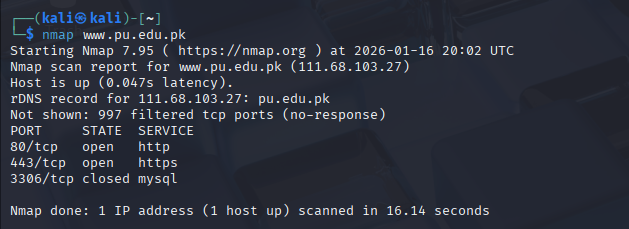 ┌──(kali㉿kali)-[~]
└─$ nmap www.pu.edu.pk
Starting Nmap 7.95 ( https://nmap.org ) at 2026-01-16 20:02 UTC
Nmap scan report for www.pu.edu.pk (111.68.103.27)
Host is up (0.047s latency).
rDNS record for 111.68.103.27: pu.edu.pk
Not shown: 997 filtered tcp ports (no-response)
PORT     STATE  SERVICE
80/tcp   open   http
443/tcp  open   https
3306/tcp closed mysql

Nmap done: 1 IP address (1 host up) scanned in 16.14 seconds